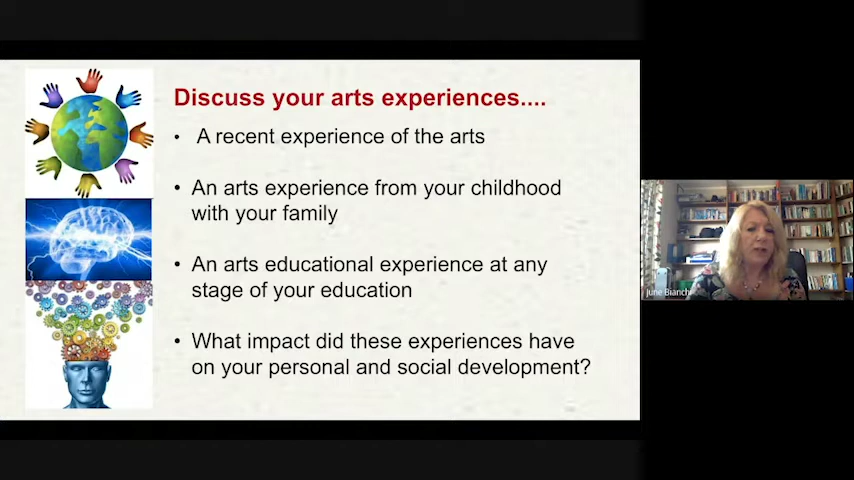 Discuss your arts experiences....
• A recent experience of the arts
• An arts experience from your childhood
with your family
• An arts educational experience at any
stage of your education
• What impact did these experiences have
on your personal and social development?
June Bianchi